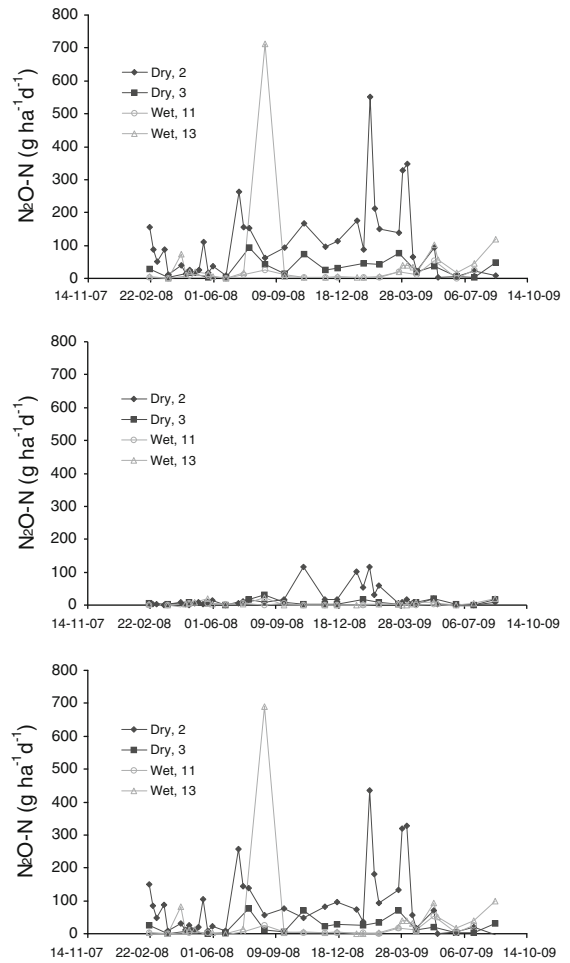 800
700
600
500
400
300
200
100
0
N2O-N (g ha-1d-1)
Dry, 2
Dry, 3
Wet, 11
Wet, 13
14-11-07 22-02-08 01-06-08 09-09-08 18-12-08 28-03-09 06-07-09 14-10-09
800
700
600
500
400
300
200
100
0
N2O-N (g ha-1d-1)
Dry, 2
Dry, 3
Wet, 11
Wet, 13
14-11-07 22-02-08 01-06-08 09-09-08 18-12-08 28-03-09 06-07-09 14-10-09
800
700
600
500
400
300
200
100
0
N2O-N (g ha-1d-1)
Dry, 2
Dry, 3
Wet, 11
Wet, 13
14-11-07 22-02-08 01-06-08 09-09-08 18-12-08 28-03-09 06-07-09 14-10-09